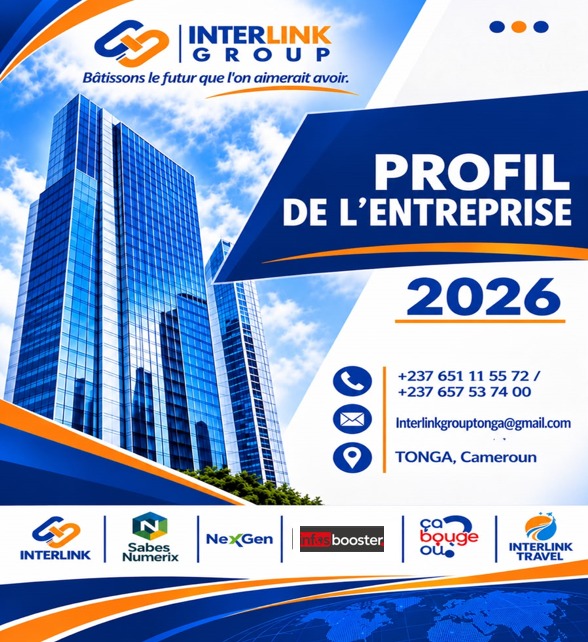 INTERLINK
GROUP
Bâtissons le futur que l'on aimerait avoir.
PROFIL
DE L'ENTREPRISE
2026
+237 651 11 55 72 /
+237 657 53 74 00
Interlinkgrouptonga@gmail.com
TONGA, Cameroun
INTERLINK
Sabes
Numerix
NexGen
infos booster
ça
bouge
où?
INTERLINK
TRAVEL